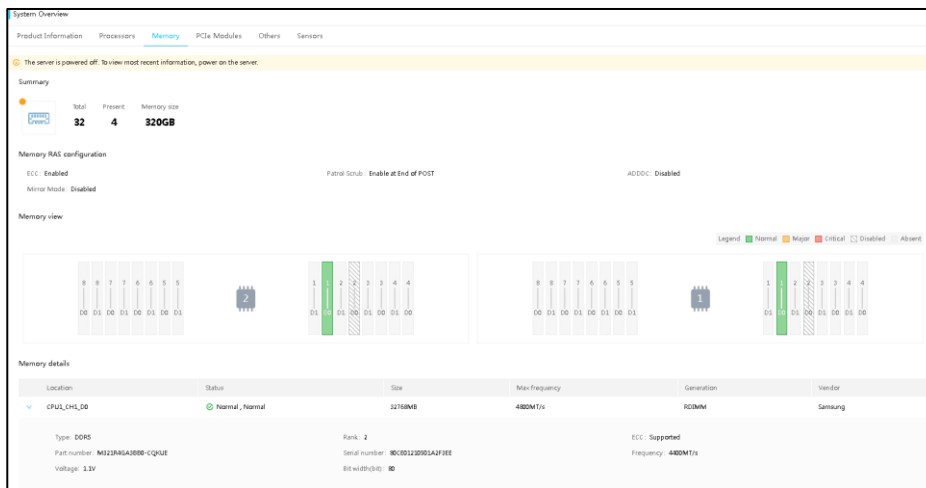 System Overview
Product Information Processors Memory PCIe Modules Others Sensors
The server is powered off. To view most recent information, power on the server.
Summary
Total Present Memory size
32 4 320GB
Memory RAS configuration
ECC: Enabled Patrol Scrub: Enable at End of POST ADDDC: Disabled
Mirror Mode: Disabled
Memory view
Legend Normal Major Critical Disabled Absent
8 8 7 7 6 6 5 5 1 1 2 2 3 3 4 4 8 8 7 7 6 6 5 5 1 1 2 2 3 3 4 4
2 1
D0 D1 D0 D1 D0 D1 D0 D1 D1 D0 D1 D0 D1 D0 D1 D0 D0 D1 D0 D1 D0 D1 D0 D1 D1 D0 D1 D0 D1 D0 D1 D0
Memory details
Location Status Size Max frequency Generation Vendor
CPU1_CH1_D0 Normal, Normal 32768MB 4800MT/s RDIMM Samsung
Type: DDR5 Rank: 2 ECC: Supported
Part number: Serial number: Frequency: 4400MT/s
Voltage: 1.1V Bit width(bit): 80